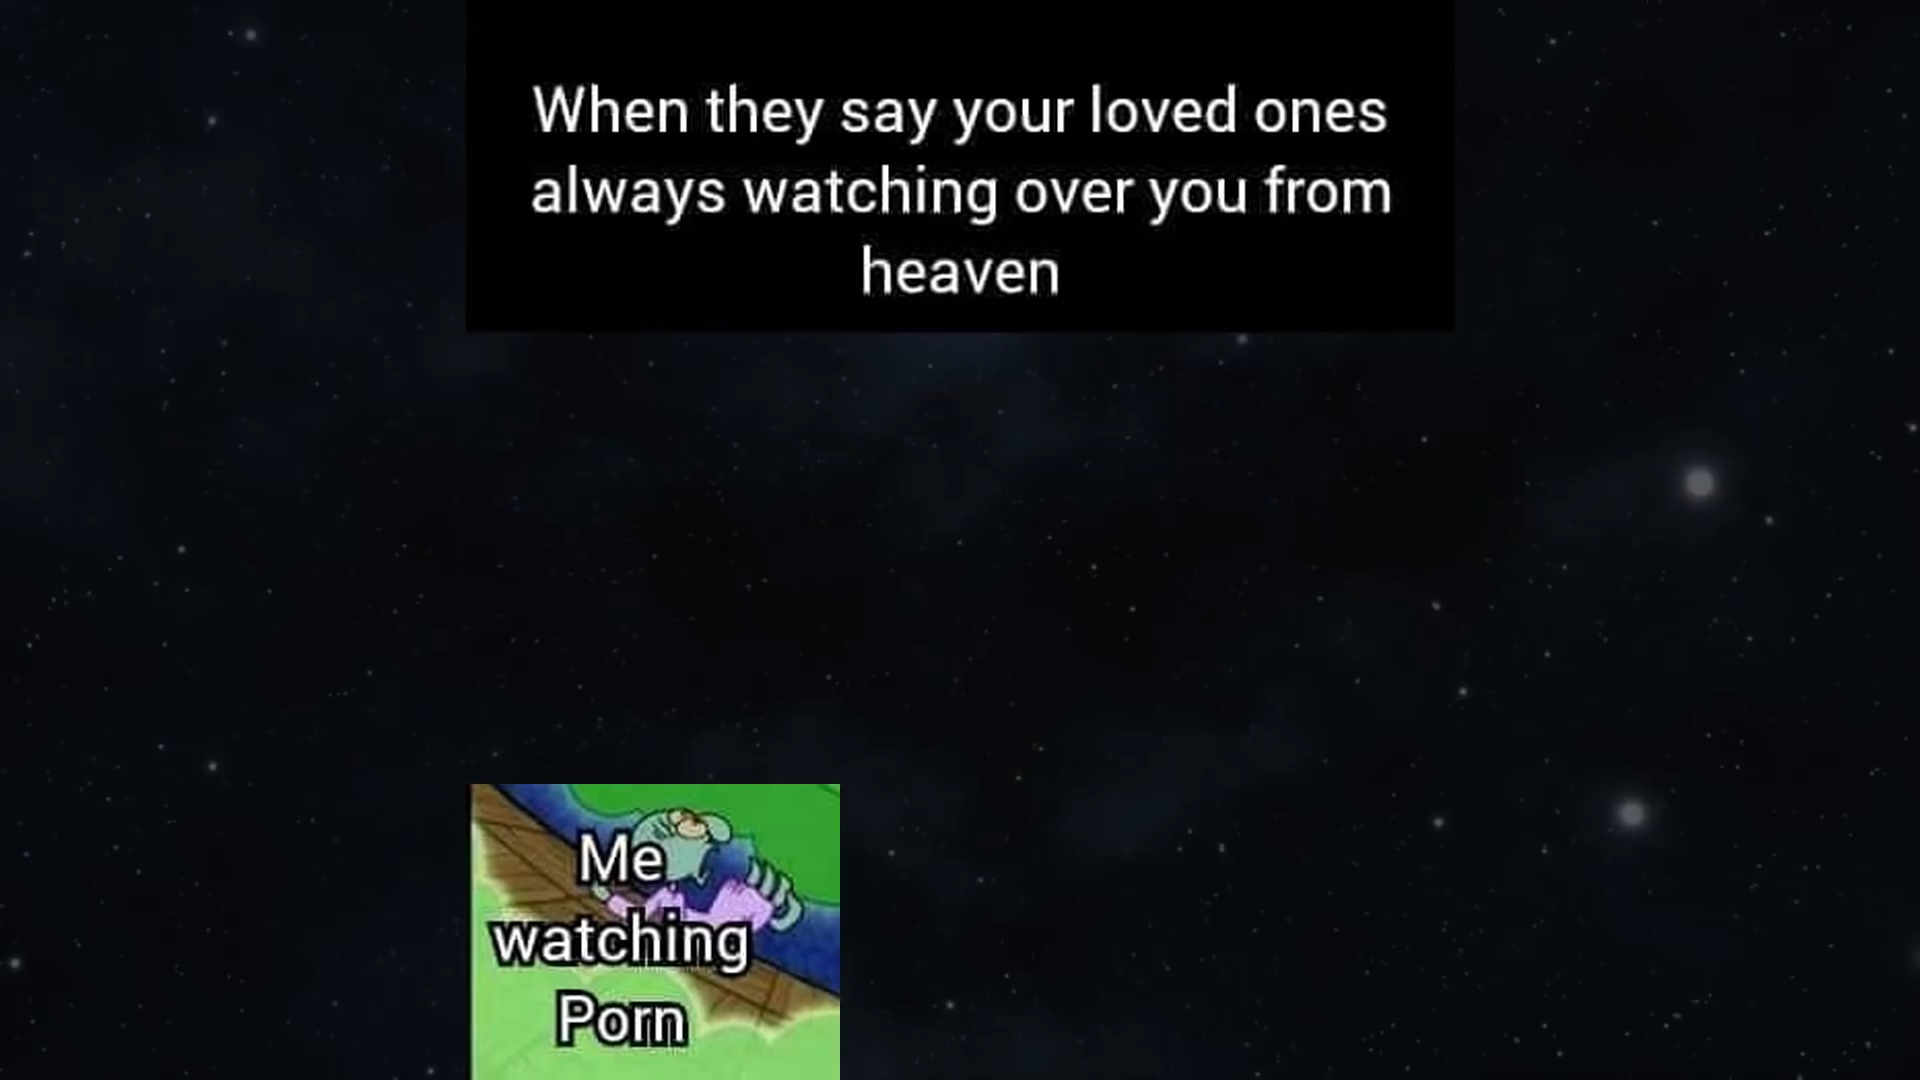 When they say your loved ones
always watching over you from
heaven
Me
watching
Porn